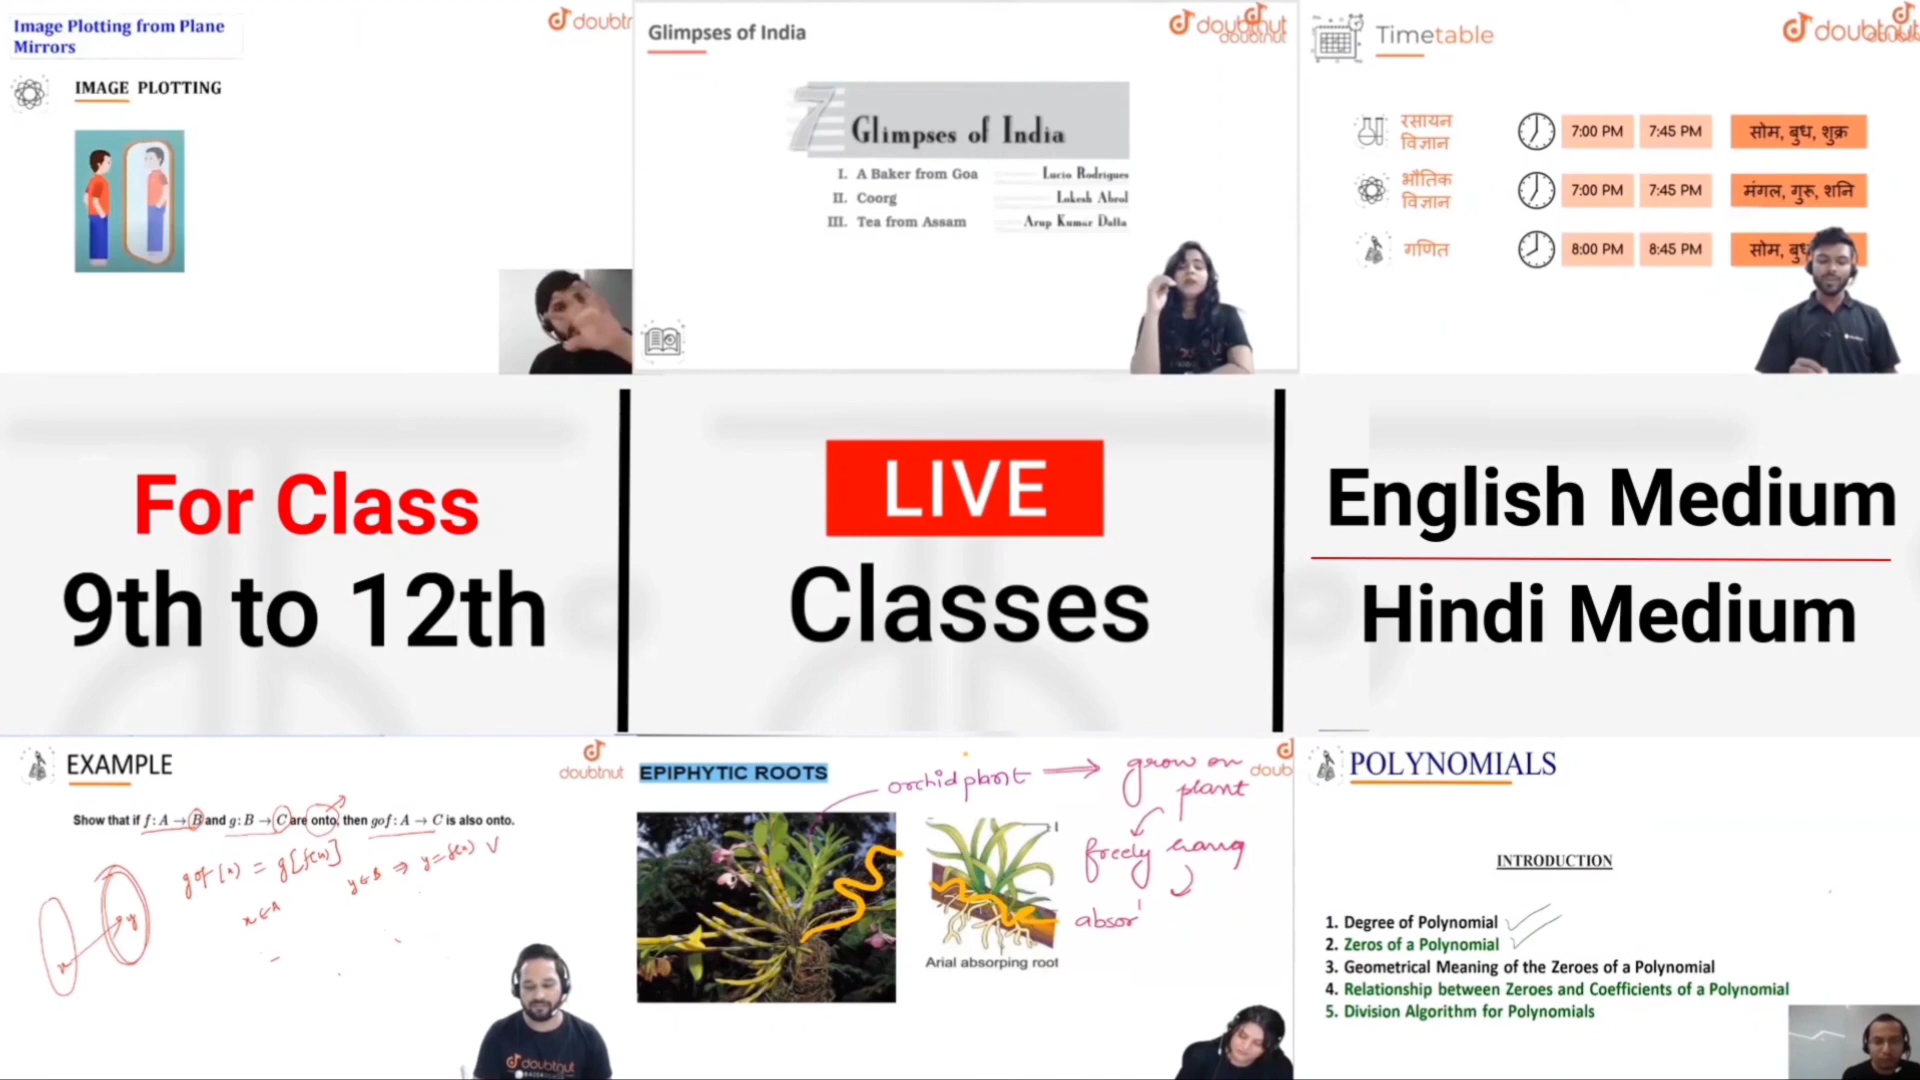 Image Plotting from Plane
Mirrors
IMAGE PLOTTING
doubtn
Glimpses of India
doubtnut
doubtnut
7 Glimpses of India
I. A Baker from Goa Lucio Rodrigues
II. Coorg Lokesh Abrol
III. Tea from Assam Arup Kumar Datta
Timetable
doubtnut
रसायन
विज्ञान
7:00 PM 7:45 PM सोम, बुध, शुक्र
भौतिक
विज्ञान
7:00 PM 7:45 PM मंगल, गुरु, शनि
गणित 8:00 PM 8:45 PM सोम, बुध
For Class
9th to 12th
LIVE
Classes
English Medium
Hindi Medium
EXAMPLE
doubtnut
Show that if f : A → B and g : B → C are onto, then gof : A → C is also onto.
gof(x) = g[f(x)]
x ∈ A
y ∈ B ⇒ y = f(x)
x
y
doubtnut
EPIPHYTIC ROOTS
orchid plant → grow on
plant
freely hang
absor
Arial absorping root
doub
POLYNOMIALS
INTRODUCTION
1. Degree of Polynomial
2. Zeros of a Polynomial
3. Geometrical Meaning of the Zeroes of a Polynomial
4. Relationship between Zeroes and Coefficients of a Polynomial
5. Division Algorithm for Polynomials